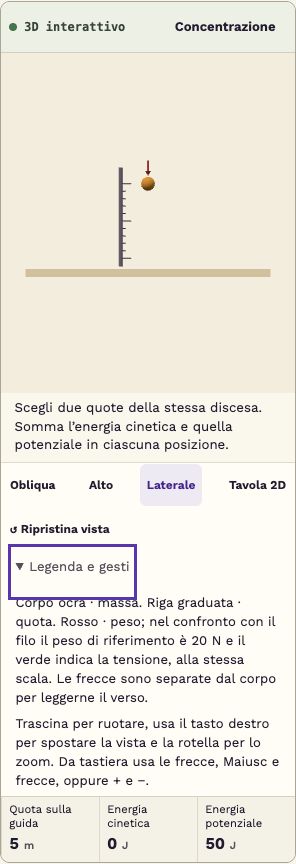 3D interattivo Concentrazione
Scegli due quote della stessa discesa.
Somma l'energia cinetica e quella
potenziale in ciascuna posizione.
Obliqua Alto Laterale Tavola 2D
↺ Ripristina vista
▼ Legenda e gesti
Corpo ocra · massa. Riga graduata ·
quota. Rosso · peso; nel confronto con il
filo il peso di riferimento è 20 N e il
verde indica la tensione, alla stessa
scala. Le frecce sono separate dal corpo
per leggerne il verso.
Trascina per ruotare, usa il tasto destro
per spostare la vista e la rotella per lo
zoom. Da tastiera usa le frecce, Maiusc e
frecce, oppure + e −.
Quota sulla guida
5 m
Energia cinetica
0 J
Energia potenziale
50 J